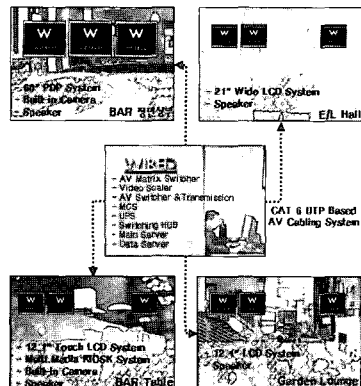 W W W
- 60" PDP System
- Built-in Camera
- Speaker
BAR
W W W
- 21" Wide LCD System
- Speaker
E/L Hall
WIRED
- AV Matrix Switcher
- Video Scaler
- AV Switcher & Transmission
- MCS
- UPS
- Switching HUB
- Main Server
- Data Server
CAT 6 UTP Based
AV Cabling System
W W
- 12.1" Touch LCD System
- Multi Media KIOSK System
- Built-in Camera
- Speaker
BAR Table
W W W
- 12.1" LCD System
- Speaker
Garden Lounge